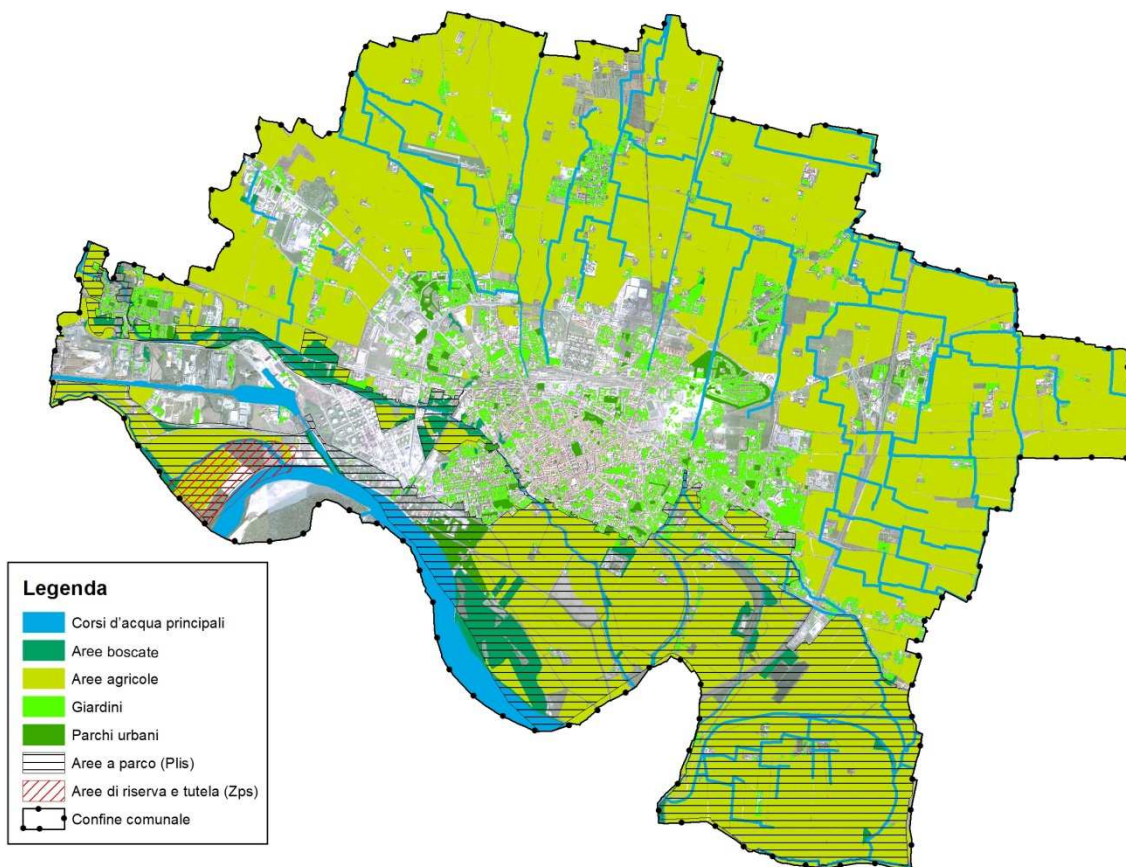 Legenda
Corsi d'acqua principali
Aree boscate
Aree agricole
Giardini
Parchi urbani
Aree a parco (Plis)
Aree di riserva e tutela (Zps)
Confine comunale